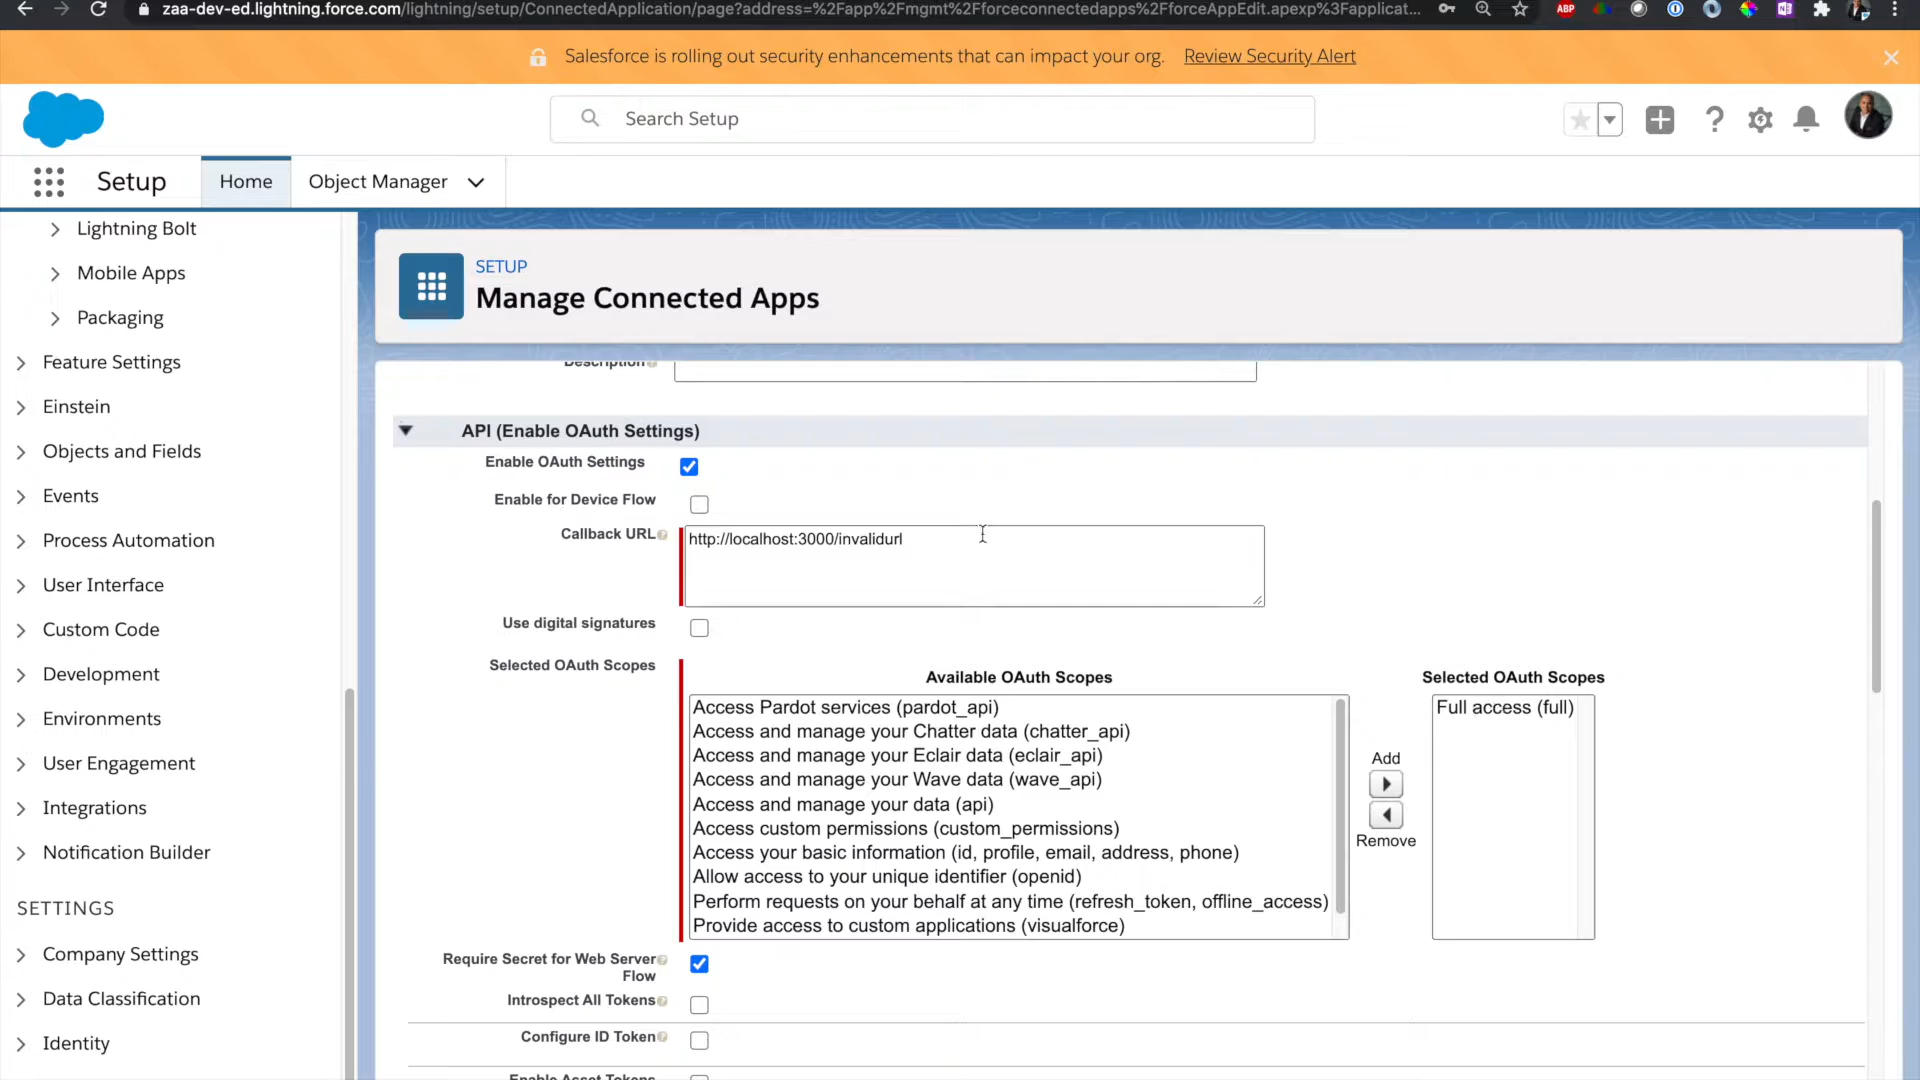 zaa-dev-ed.lightning.force.com/lightning/setup/ConnectedApplication/page?address=%2Fapp%2Fmgmt%2Fforceconnectedapps%2FforceAppEdit.apexp%3Fapplicat...
ABP
Salesforce is rolling out security enhancements that can impact your org. Review Security Alert
Search Setup
Setup
Home
Object Manager
Lightning Bolt
Mobile Apps
Packaging
Feature Settings
Einstein
Objects and Fields
Events
Process Automation
User Interface
Custom Code
Development
Environments
User Engagement
Integrations
Notification Builder
SETTINGS
Company Settings
Data Classification
Identity
SETUP
Manage Connected Apps
Description
API (Enable OAuth Settings)
Enable OAuth Settings
Enable for Device Flow
Callback URL
http://localhost:3000/invalidurl
Use digital signatures
Selected OAuth Scopes
Available OAuth Scopes
Access Pardot services (pardot_api)
Access and manage your Chatter data (chatter_api)
Access and manage your Eclair data (eclair_api)
Access and manage your Wave data (wave_api)
Access and manage your data (api)
Access custom permissions (custom_permissions)
Access your basic information (id, profile, email, address, phone)
Allow access to your unique identifier (openid)
Perform requests on your behalf at any time (refresh_token, offline_access)
Provide access to custom applications (visualforce)
Add
Remove
Selected OAuth Scopes
Full access (full)
Require Secret for Web Server
Flow
Introspect All Tokens
Configure ID Token
Enable Asset Tokens